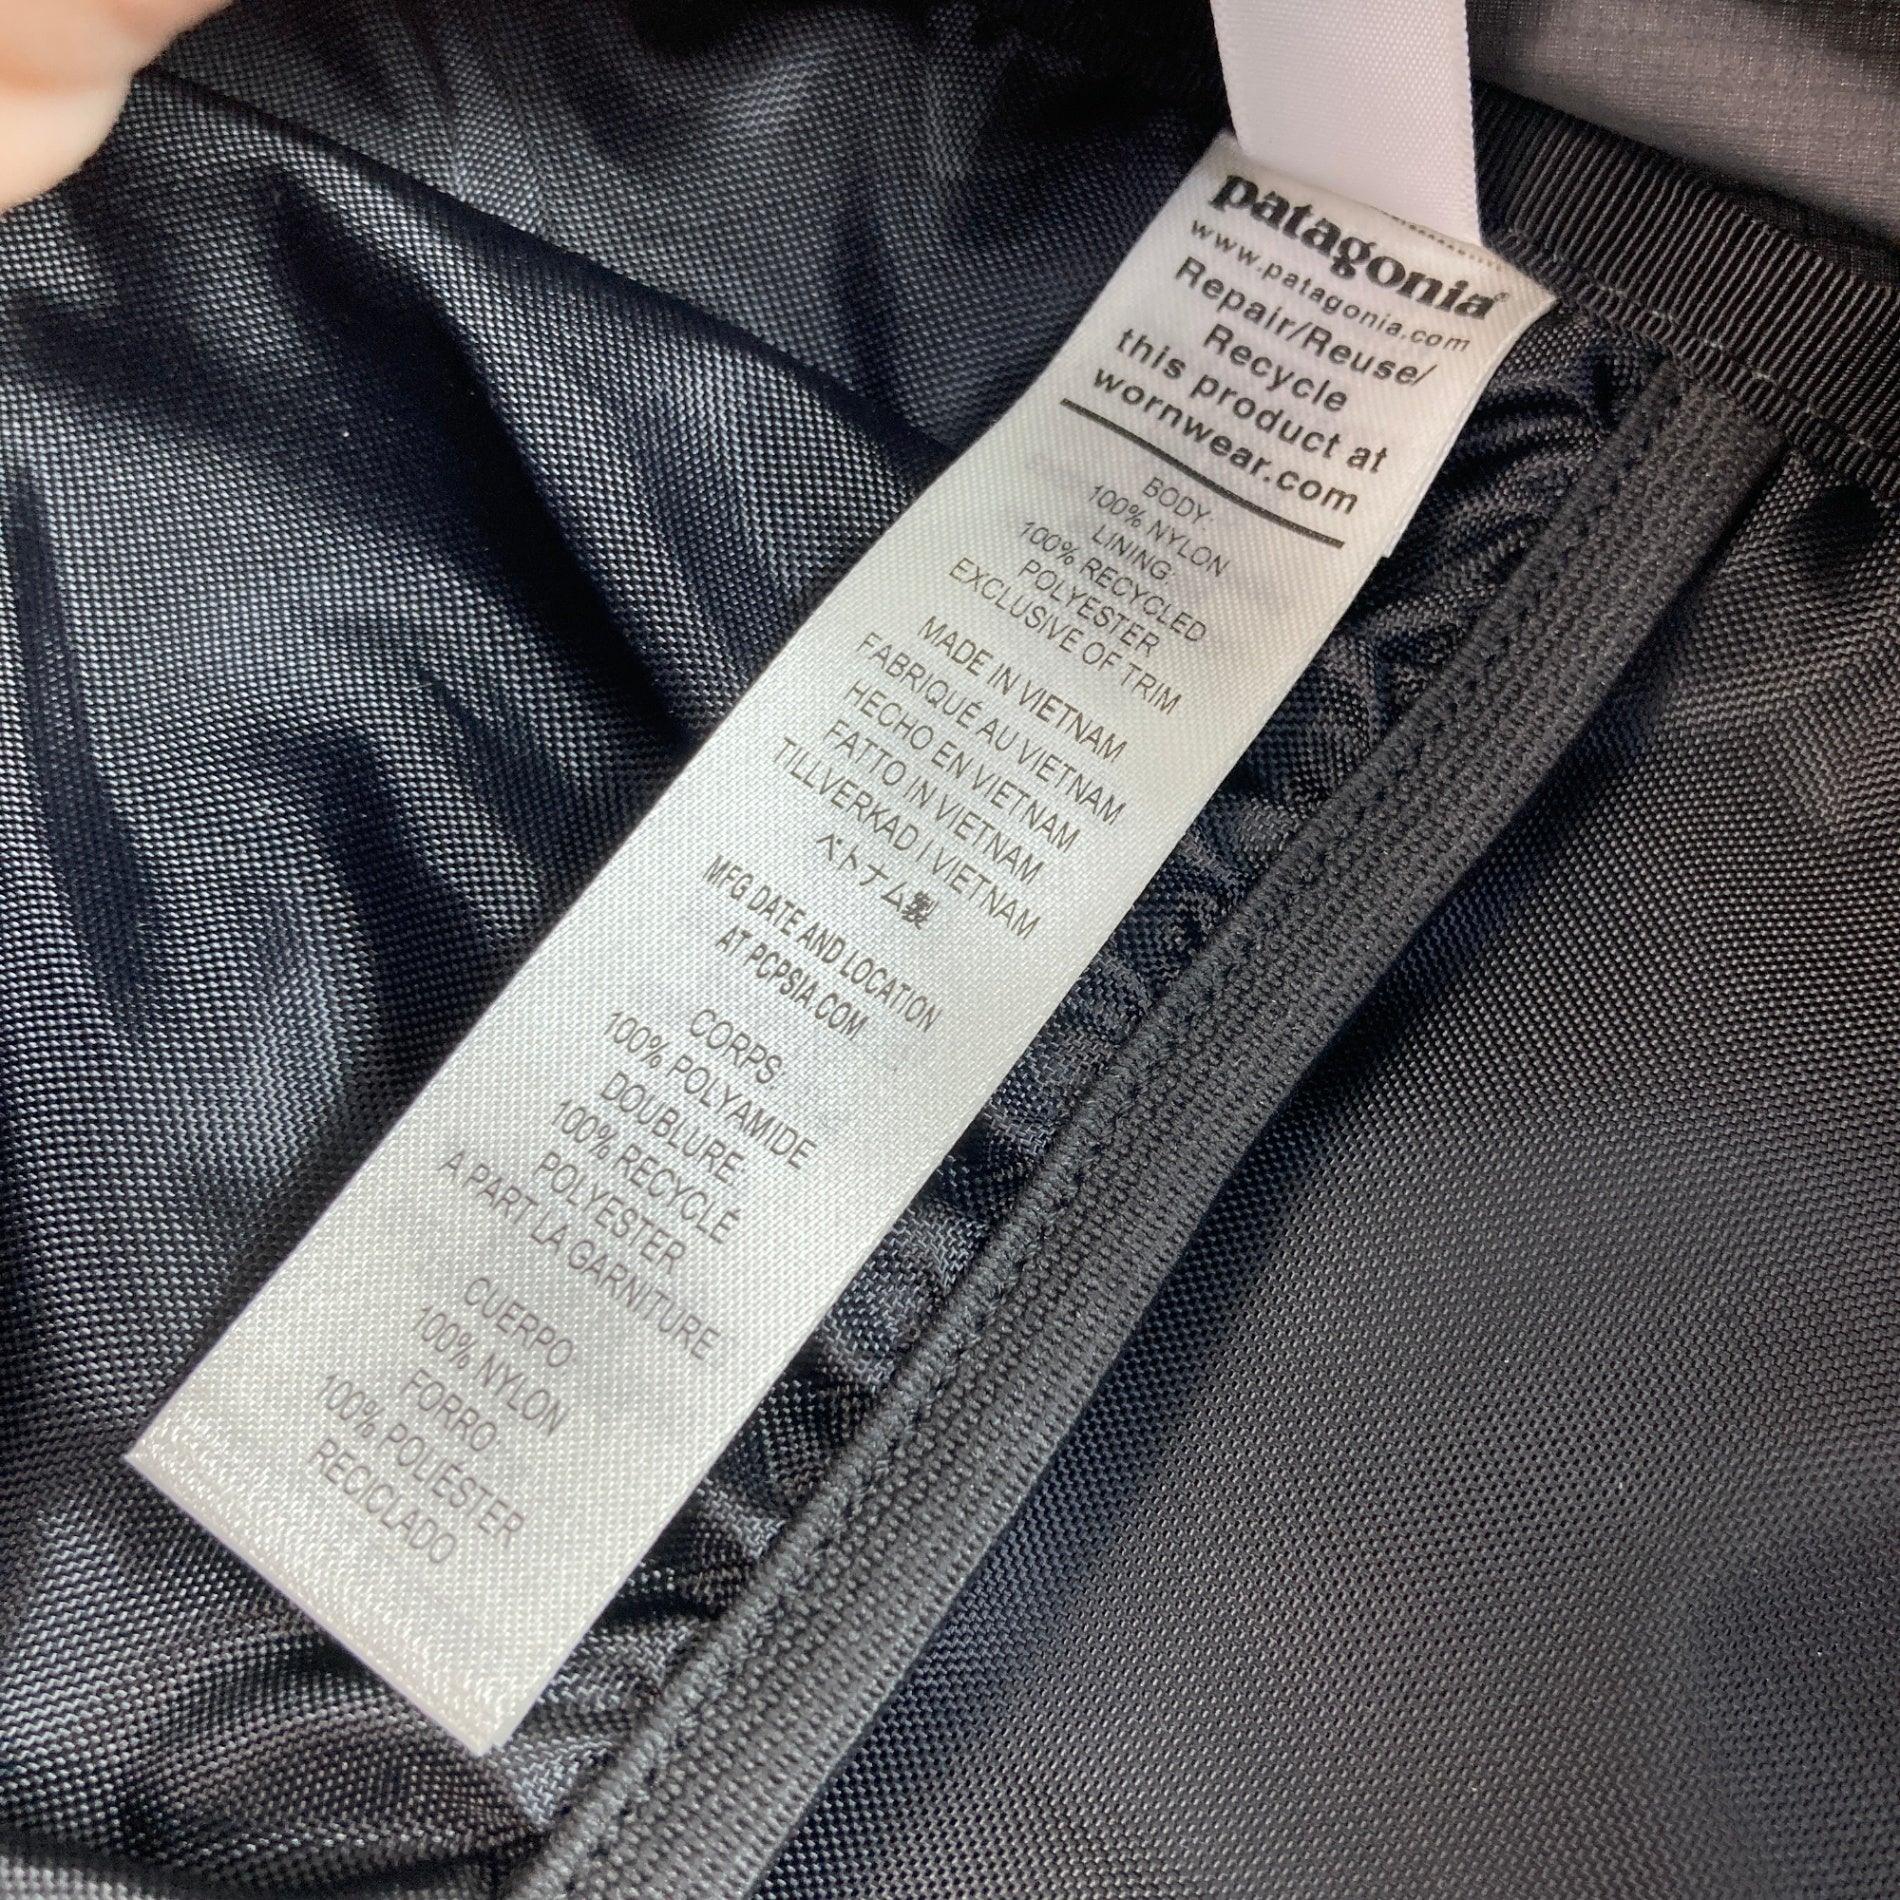 patagonia®
www.patagonia.com
Repair/Reuse/
Recycle
this product at
wornwear.com
BODY:
100% NYLON
LINING:
100% RECYCLED
POLYESTER
EXCLUSIVE OF TRIM
MADE IN VIETNAM
FABRIQUÉ AU VIETNAM
HECHO EN VIETNAM
FATTO IN VIETNAM
TILLVERKAD I VIETNAM
ベトナム製
MFG DATE AND LOCATION
AT PCPSIA.COM
CORPS:
100% POLYAMIDE
DOUBLURE:
100% RECYCLÉ
POLYESTER
A PART LA GARNITURE
CUERPO:
100% NYLON
FORRO:
100% POLIÉSTER
RECICLADO